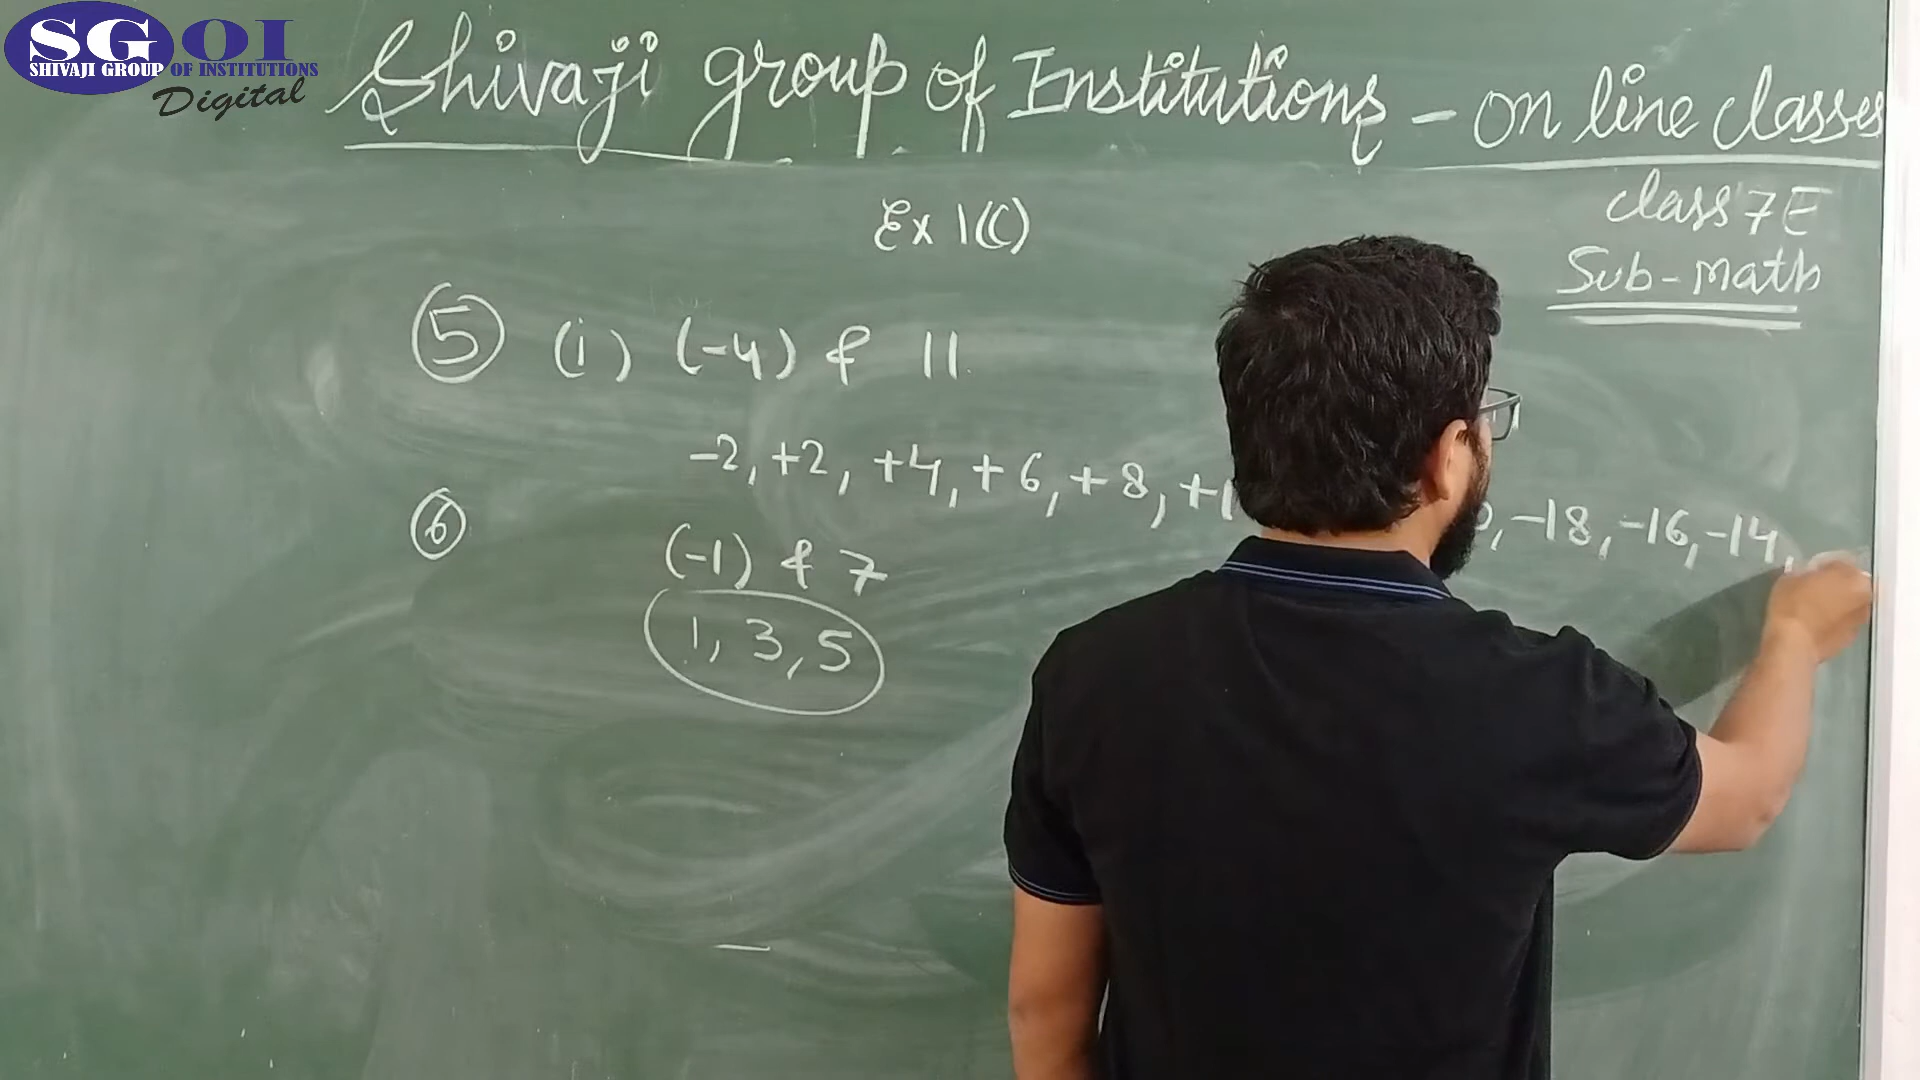 SGOI
SHIVAJI GROUP OF INSTITUTIONS
Digital
Shivaji group of Institutions - on line classes
Ex 1(C)
class 7E
Sub - Math
5 (i) (-4) & 11
-2, +2, +4, +6, +8, +1 , -18, -16, -14,
6 (-1) & 7
1, 3, 5